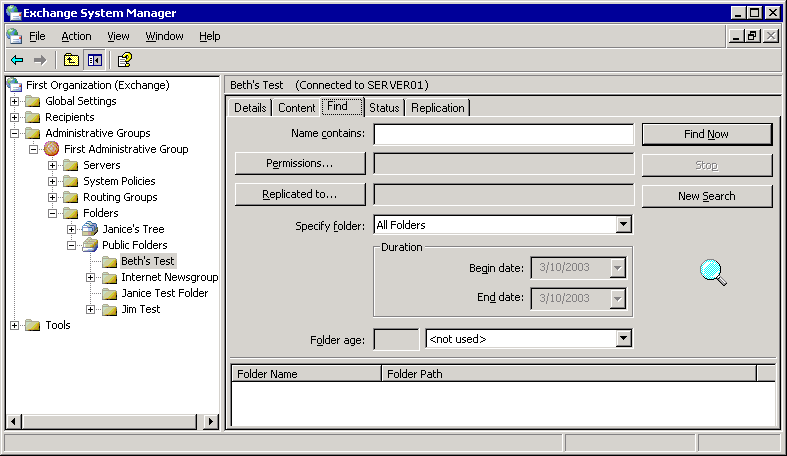 Exchange System Manager
File Action View Window Help
First Organization (Exchange)
Global Settings
Recipients
Administrative Groups
First Administrative Group
Servers
System Policies
Routing Groups
Folders
Janice's Tree
Public Folders
Beth's Test
Internet Newsgroup
Janice Test Folder
Jim Test
Tools
Beth's Test (Connected to SERVER01)
Details Content Find Status Replication
Name contains: Find Now
Permissions... Stop
Replicated to... New Search
Specify folder: All Folders
Duration
Begin date: 3/10/2003
End date: 3/10/2003
Folder age: <not used>
Folder Name Folder Path